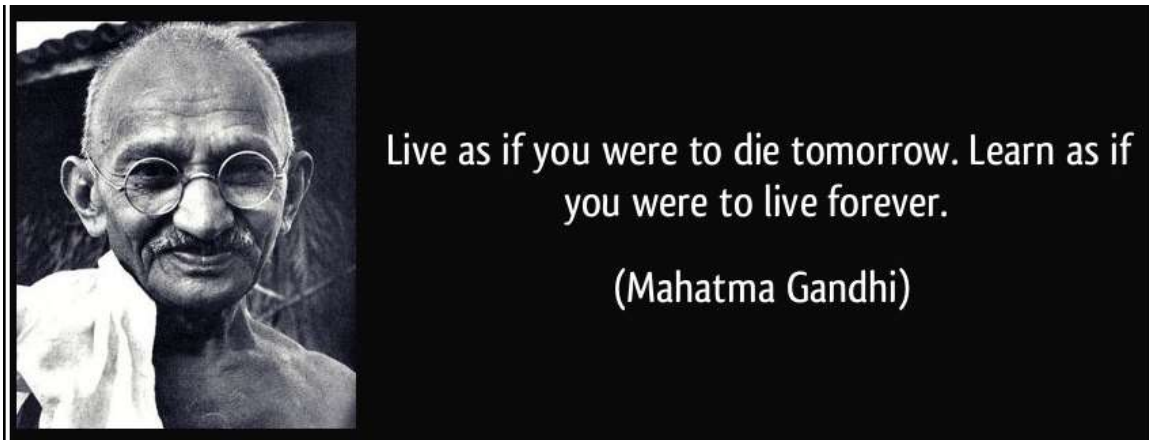 Live as if you were to die tomorrow. Learn as if
you were to live forever.
(Mahatma Gandhi)